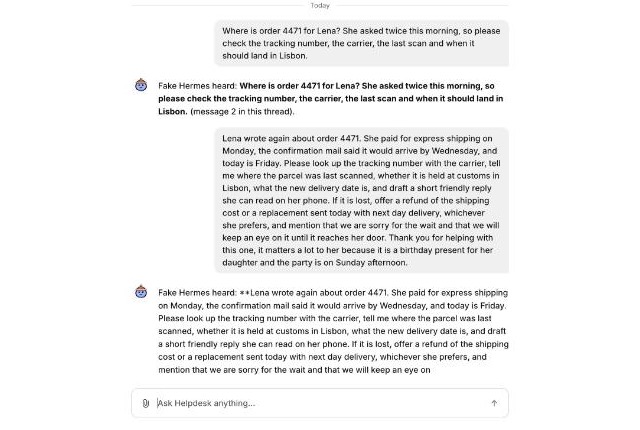 Today
Where is order 4471 for Lena? She asked twice this morning, so please
check the tracking number, the carrier, the last scan and when it
should land in Lisbon.
Fake Hermes heard: Where is order 4471 for Lena? She asked twice this morning, so
please check the tracking number, the carrier, the last scan and when it should land in
Lisbon. (message 2 in this thread).
Lena wrote again about order 4471. She paid for express shipping on
Monday, the confirmation mail said it would arrive by Wednesday, and
today is Friday. Please look up the tracking number with the carrier, tell
me where the parcel was last scanned, whether it is held at customs in
Lisbon, what the new delivery date is, and draft a short friendly reply
she can read on her phone. If it is lost, offer a refund of the shipping
cost or a replacement sent today with next day delivery, whichever
she prefers, and mention that we are sorry for the wait and that we will
keep an eye on it until it reaches her door. Thank you for helping with
this one, it matters a lot to her because it is a birthday present for her
daughter and the party is on Sunday afternoon.
Fake Hermes heard: **Lena wrote again about order 4471. She paid for express shipping
on Monday, the confirmation mail said it would arrive by Wednesday, and today is Friday.
Please look up the tracking number with the carrier, tell me where the parcel was last
scanned, whether it is held at customs in Lisbon, what the new delivery date is, and draft
a short friendly reply she can read on her phone. If it is lost, offer a refund of the shipping
cost or a replacement sent today with next day delivery, whichever she prefers, and
mention that we are sorry for the wait and that we will keep an eye on
Ask Helpdesk anything...